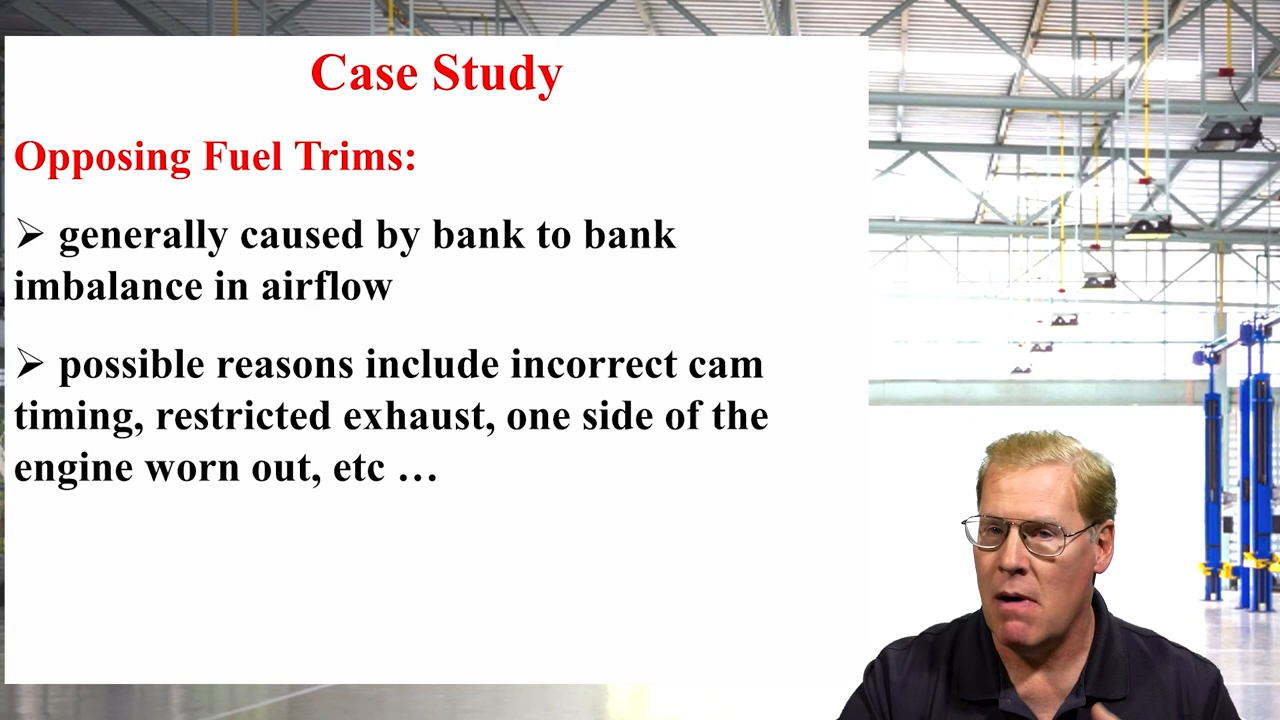 Case Study
Opposing Fuel Trims:
➢ generally caused by bank to bank
imbalance in airflow
➢ possible reasons include incorrect cam
timing, restricted exhaust, one side of the
engine worn out, etc …